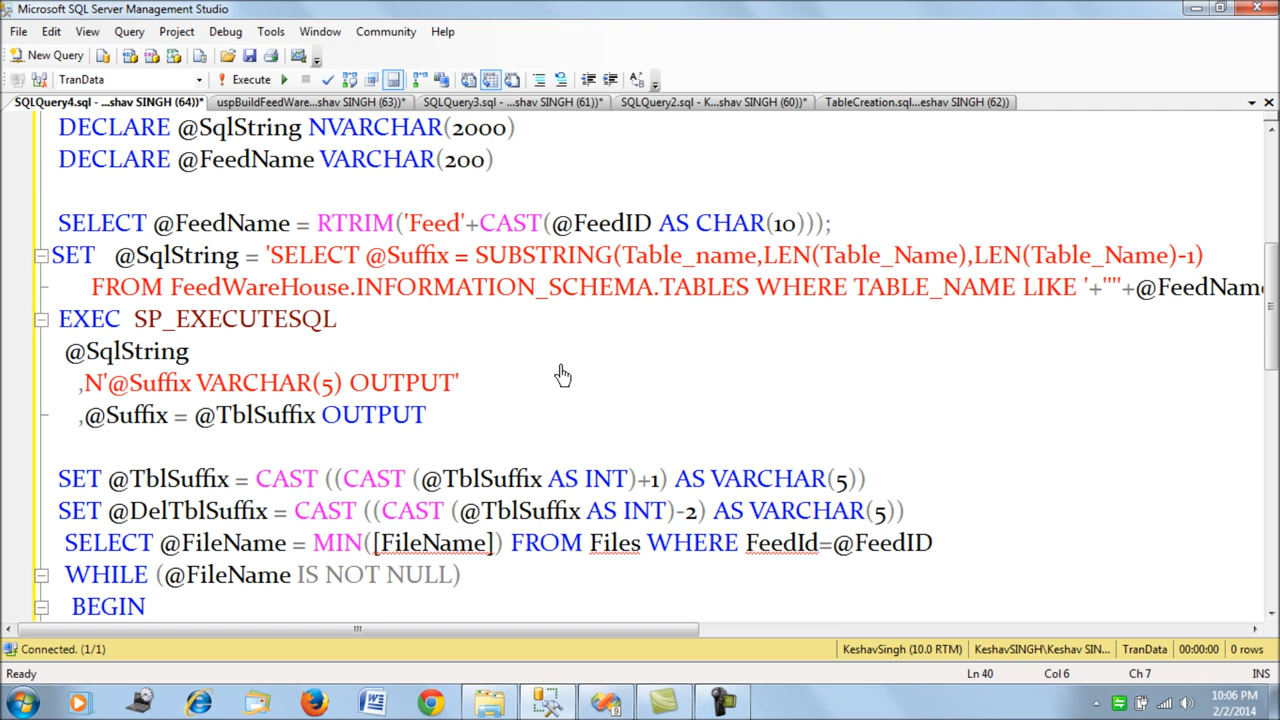 Microsoft SQL Server Management Studio
File Edit View Query Project Debug Tools Window Community Help
New Query
TranData Execute
SQLQuery4.sql - ...shav SINGH (64))* uspBuildFeedWare...shav SINGH (63))* SQLQuery3.sql - ...shav SINGH (61))* SQLQuery2.sql - K...shav SINGH (60))* TableCreation.sql...eshav SINGH (62))
DECLARE @SqlString NVARCHAR(2000)
DECLARE @FeedName VARCHAR(200)
SELECT @FeedName = RTRIM('Feed'+CAST(@FeedID AS CHAR(10)));
SET @SqlString = 'SELECT @Suffix = SUBSTRING(Table_name,LEN(Table_Name),LEN(Table_Name)-1)
FROM FeedWareHouse.INFORMATION_SCHEMA.TABLES WHERE TABLE_NAME LIKE '+''''+@FeedName
EXEC SP_EXECUTESQL
@SqlString
,N'@Suffix VARCHAR(5) OUTPUT'
,@Suffix = @TblSuffix OUTPUT
SET @TblSuffix = CAST ((CAST (@TblSuffix AS INT)+1) AS VARCHAR(5))
SET @DelTblSuffix = CAST ((CAST (@TblSuffix AS INT)-2) AS VARCHAR(5))
SELECT @FileName = MIN([FileName]) FROM Files WHERE FeedId=@FeedID
WHILE (@FileName IS NOT NULL)
BEGIN
Connected. (1/1) KeshavSingh (10.0 RTM) KeshavSINGH\Keshav SIN... TranData 00:00:00 0 rows
Ready Ln 40 Col 6 Ch 7 INS
10:06 PM
2/2/2014